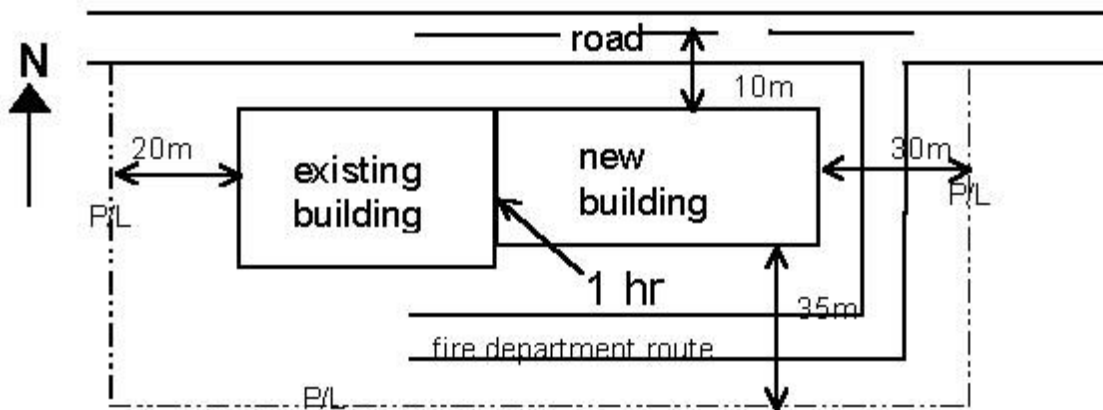 road
N
10m
20m
30m
existing
building
new
building
P/L
P/L
1 hr
35m
fire department route
P/L